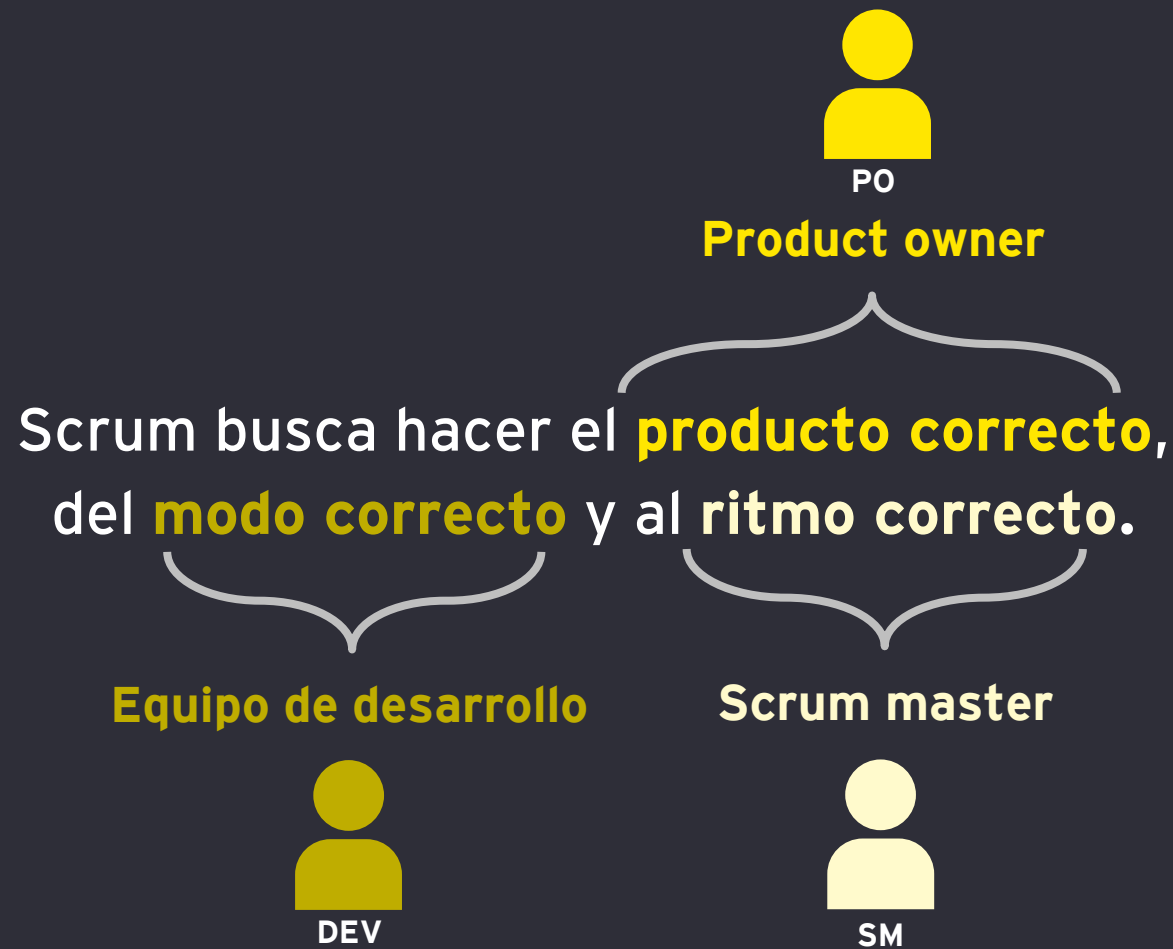 PO
Product owner
Scrum busca hacer el producto correcto,
del modo correcto y al ritmo correcto.
Equipo de desarrollo
Scrum master
DEV
SM